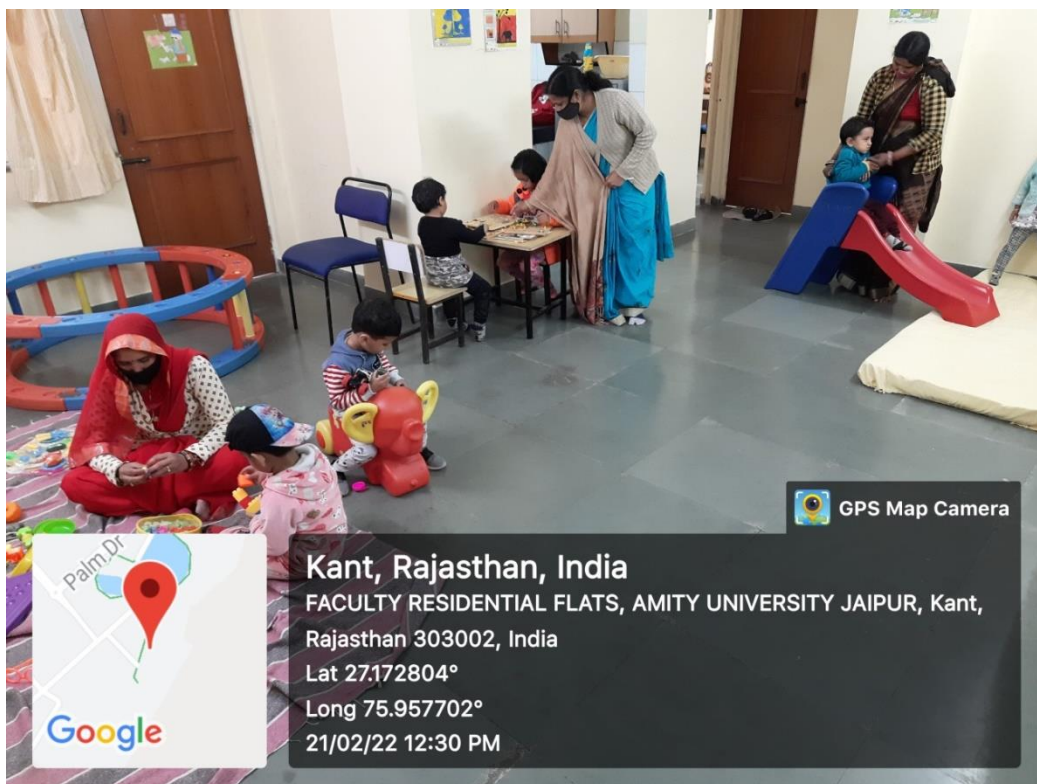 GPS Map Camera
Palm Dr
Google
Kant, Rajasthan, India
FACULTY RESIDENTIAL FLATS, AMITY UNIVERSITY JAIPUR, Kant,
Rajasthan 303002, India
Lat 27.172804°
Long 75.957702°
21/02/22 12:30 PM